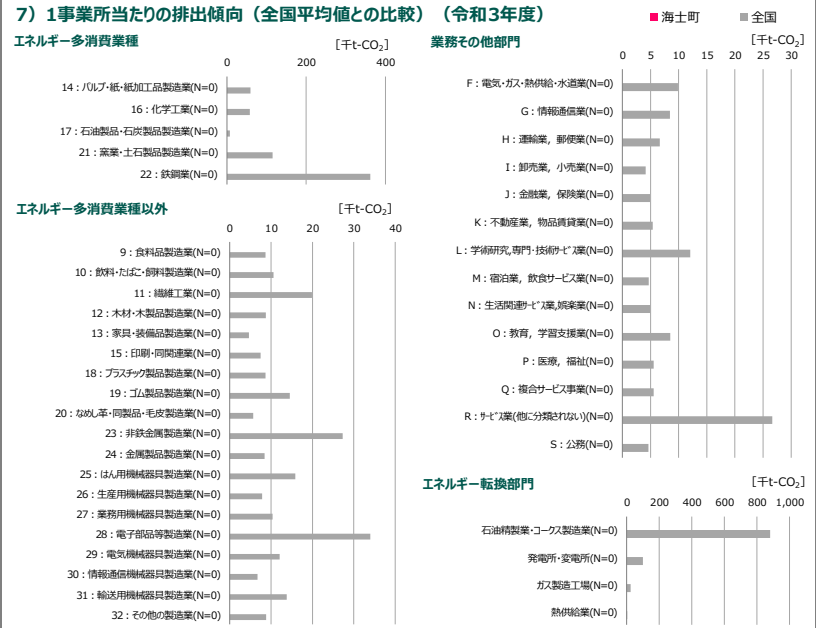 7）1事業所当たりの排出傾向（全国平均値との比較）（令和3年度）
■海士町 ■全国
エネルギー多消費業種
[千t-CO₂]
0 200 400
14：パルプ・紙・紙加工品製造業(N=0)
16：化学工業(N=0)
17：石油製品・石炭製品製造業(N=0)
21：窯業・土石製品製造業(N=0)
22：鉄鋼業(N=0)
エネルギー多消費業種以外
[千t-CO₂]
0 10 20 30 40
9：食料品製造業(N=0)
10：飲料・たばこ・飼料製造業(N=0)
11：繊維工業(N=0)
12：木材・木製品製造業(N=0)
13：家具・装備品製造業(N=0)
15：印刷・同関連業(N=0)
18：プラスチック製品製造業(N=0)
19：ゴム製品製造業(N=0)
20：なめし革・同製品・毛皮製造業(N=0)
23：非鉄金属製造業(N=0)
24：金属製品製造業(N=0)
25：はん用機械器具製造業(N=0)
26：生産用機械器具製造業(N=0)
27：業務用機械器具製造業(N=0)
28：電子部品等製造業(N=0)
29：電気機械器具製造業(N=0)
30：情報通信機械器具製造業(N=0)
31：輸送用機械器具製造業(N=0)
32：その他の製造業(N=0)
業務その他部門
[千t-CO₂]
0 5 10 15 20 25 30
F：電気・ガス・熱供給・水道業(N=0)
G：情報通信業(N=0)
H：運輸業，郵便業(N=0)
I：卸売業，小売業(N=0)
J：金融業，保険業(N=0)
K：不動産業，物品賃貸業(N=0)
L：学術研究,専門・技術サービス業(N=0)
M：宿泊業，飲食サービス業(N=0)
N：生活関連サービス業,娯楽業(N=0)
O：教育，学習支援業(N=0)
P：医療，福祉(N=0)
Q：複合サービス事業(N=0)
R：サービス業(他に分類されない)(N=0)
S：公務(N=0)
エネルギー転換部門
[千t-CO₂]
0 200 400 600 800 1,000
石油精製業・コークス製造業(N=0)
発電所・変電所(N=0)
ガス製造工場(N=0)
熱供給業(N=0)